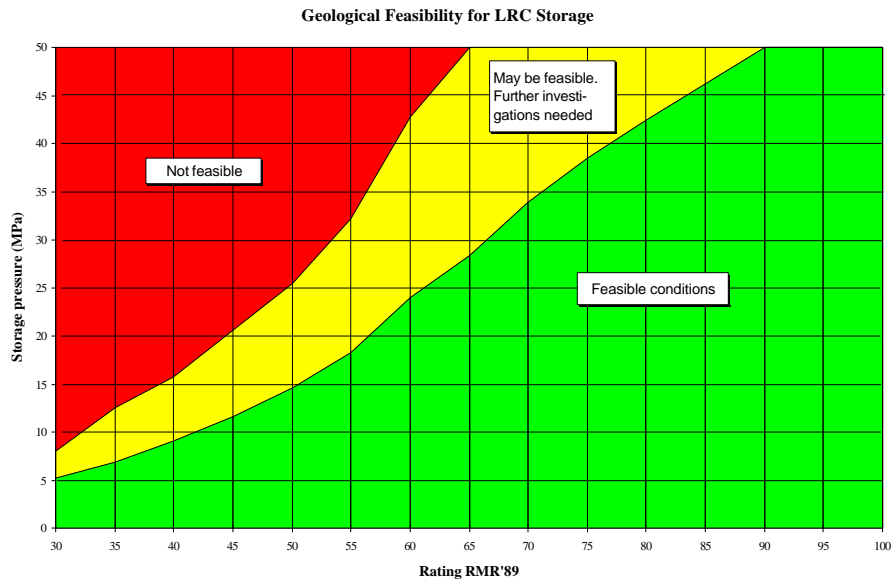 Geological Feasibility for LRC Storage
50
45
40
35
30
25
20
15
10
5
0
Storage pressure (MPa)
May be feasible.
Further investi-
gations needed
Not feasible
Feasible conditions
30 35 40 45 50 55 60 65 70 75 80 85 90 95 100
Rating RMR'89